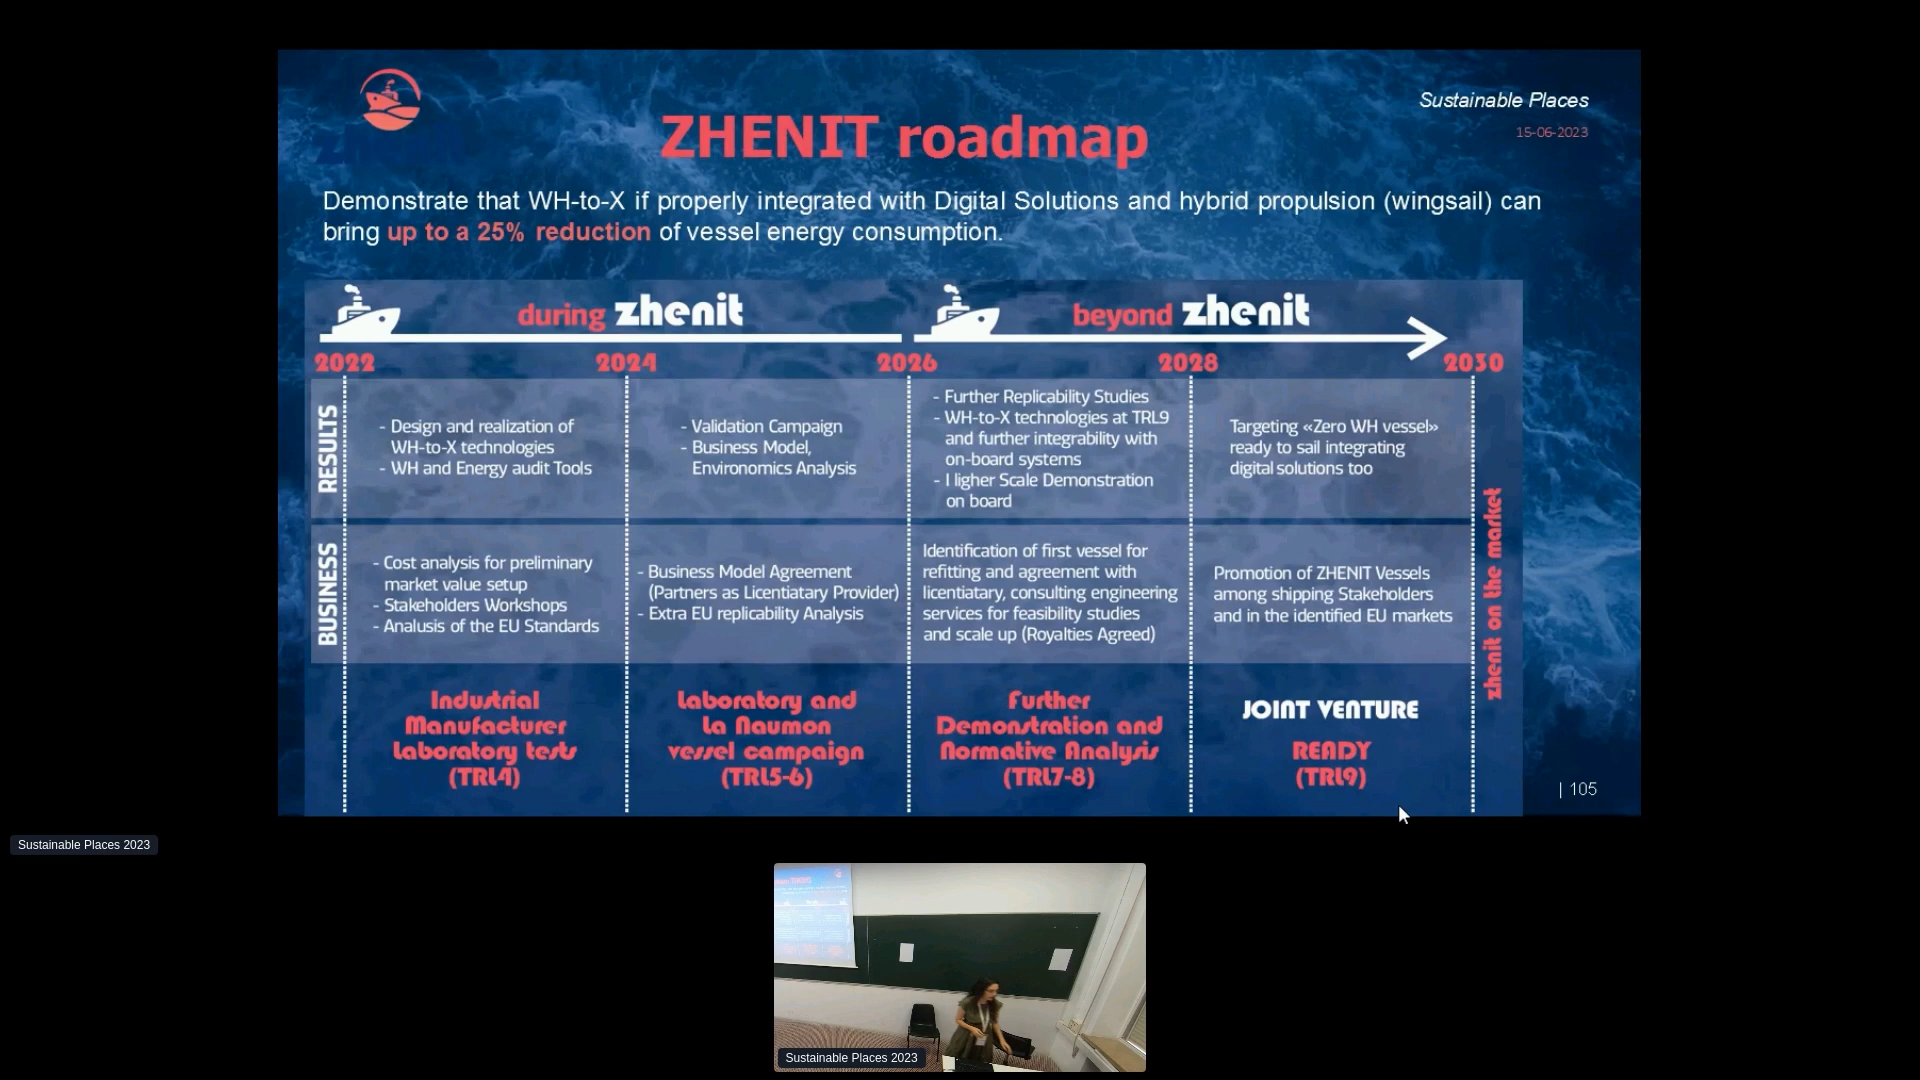 Sustainable Places
15-06-2023
ZHENIT roadmap
Demonstrate that WH-to-X if properly integrated with Digital Solutions and hybrid propulsion (wingsail) can
bring up to a 25% reduction of vessel energy consumption.
during zhenit
beyond zhenit
2022
2024
2026
2028
2030
RESULTS
- Design and realization of
WH-to-X technologies
- WH and Energy audit Tools
- Validation Campaign
- Business Model,
Environomics Analysis
- Further Replicability Studies
- WH-to-X technologies at TRL9
and further integrability with
on-board systems
- I ligher Scale Demonstration
on board
Targeting «Zero WH vessel»
ready to sail integrating
digital solutions too
BUSINESS
- Cost analysis for preliminary
market value setup
- Stakeholders Workshops
- Analusis of the EU Standards
- Business Model Agreement
(Partners as Licentiatary Provider)
- Extra EU replicability Analysis
Identification of first vessel for
refitting and agreement with
licentiatary, consulting engineering
services for feasibility studies
and scale up (Royalties Agreed)
Promotion of ZHENIT Vessels
among shipping Stakeholders
and in the identified EU markets
zhenit on the market
Industrial
Manufacturer
Laboratory tests
(TRL4)
Laboratory and
La Naumon
vessel campaign
(TRL5-6)
Further
Demonstration and
Normative Analysis
(TRL7-8)
JOINT VENTURE
READY
(TRL9)
| 105
Sustainable Places 2023
Sustainable Places 2023